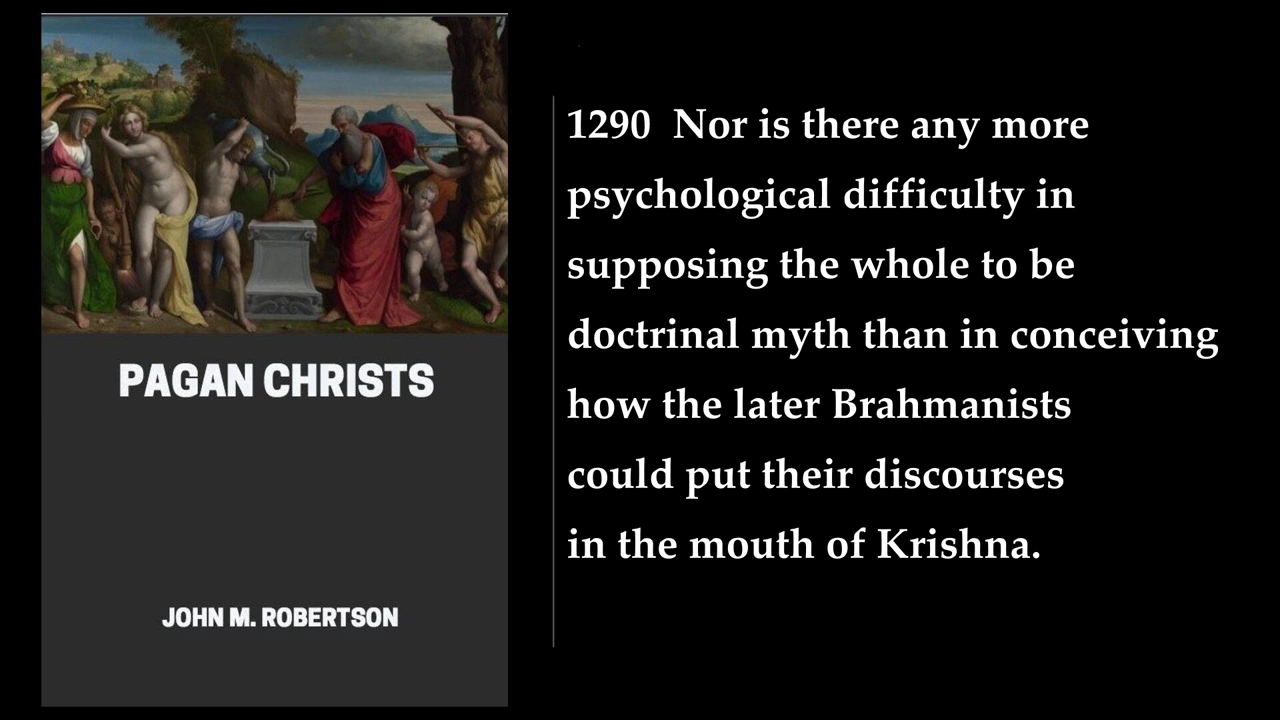 PAGAN CHRISTS
JOHN M. ROBERTSON
1290 Nor is there any more
psychological difficulty in
supposing the whole to be
doctrinal myth than in conceiving
how the later Brahmanists
could put their discourses
in the mouth of Krishna.